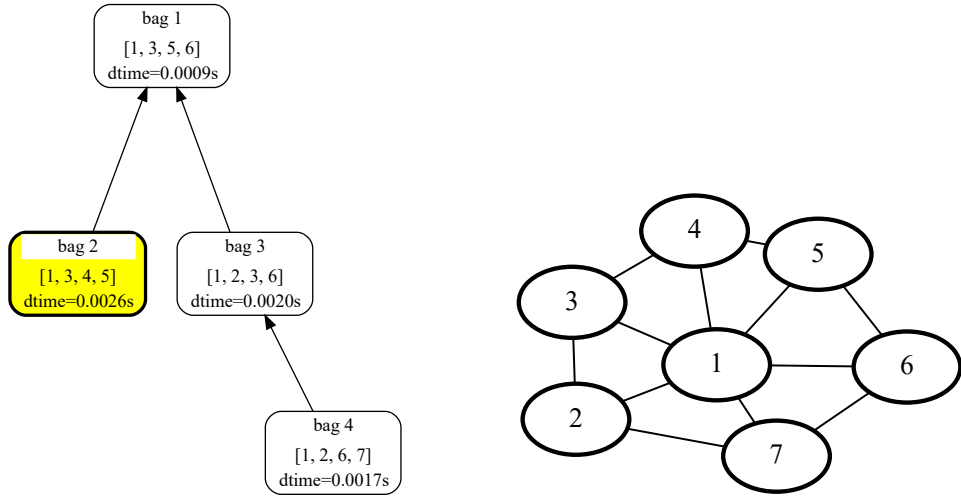 bag 1
[1, 3, 5, 6]
dtime=0.0009s
bag 2
[1, 3, 4, 5]
dtime=0.0026s
bag 3
[1, 2, 3, 6]
dtime=0.0020s
bag 4
[1, 2, 6, 7]
dtime=0.0017s
4
5
3
1
6
2
7